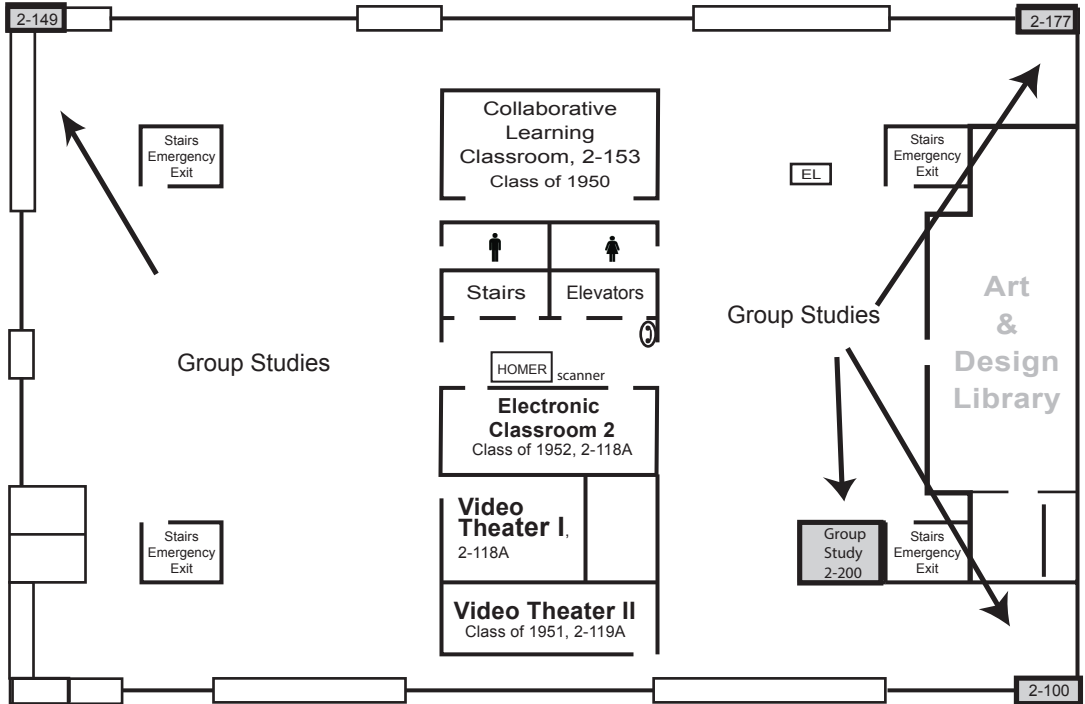 2-149
2-177
Collaborative
Learning
Classroom, 2-153
Class of 1950
Stairs
Emergency
Exit
Stairs
Emergency
Exit
EL
Stairs
Elevators
Group Studies
Group Studies
Art
&
Design
Library
HOMER scanner
Electronic
Classroom 2
Class of 1952, 2-118A
Video
Theater I,
2-118A
Stairs
Emergency
Exit
Group
Study
2-200
Stairs
Emergency
Exit
Video Theater II
Class of 1951, 2-119A
2-100